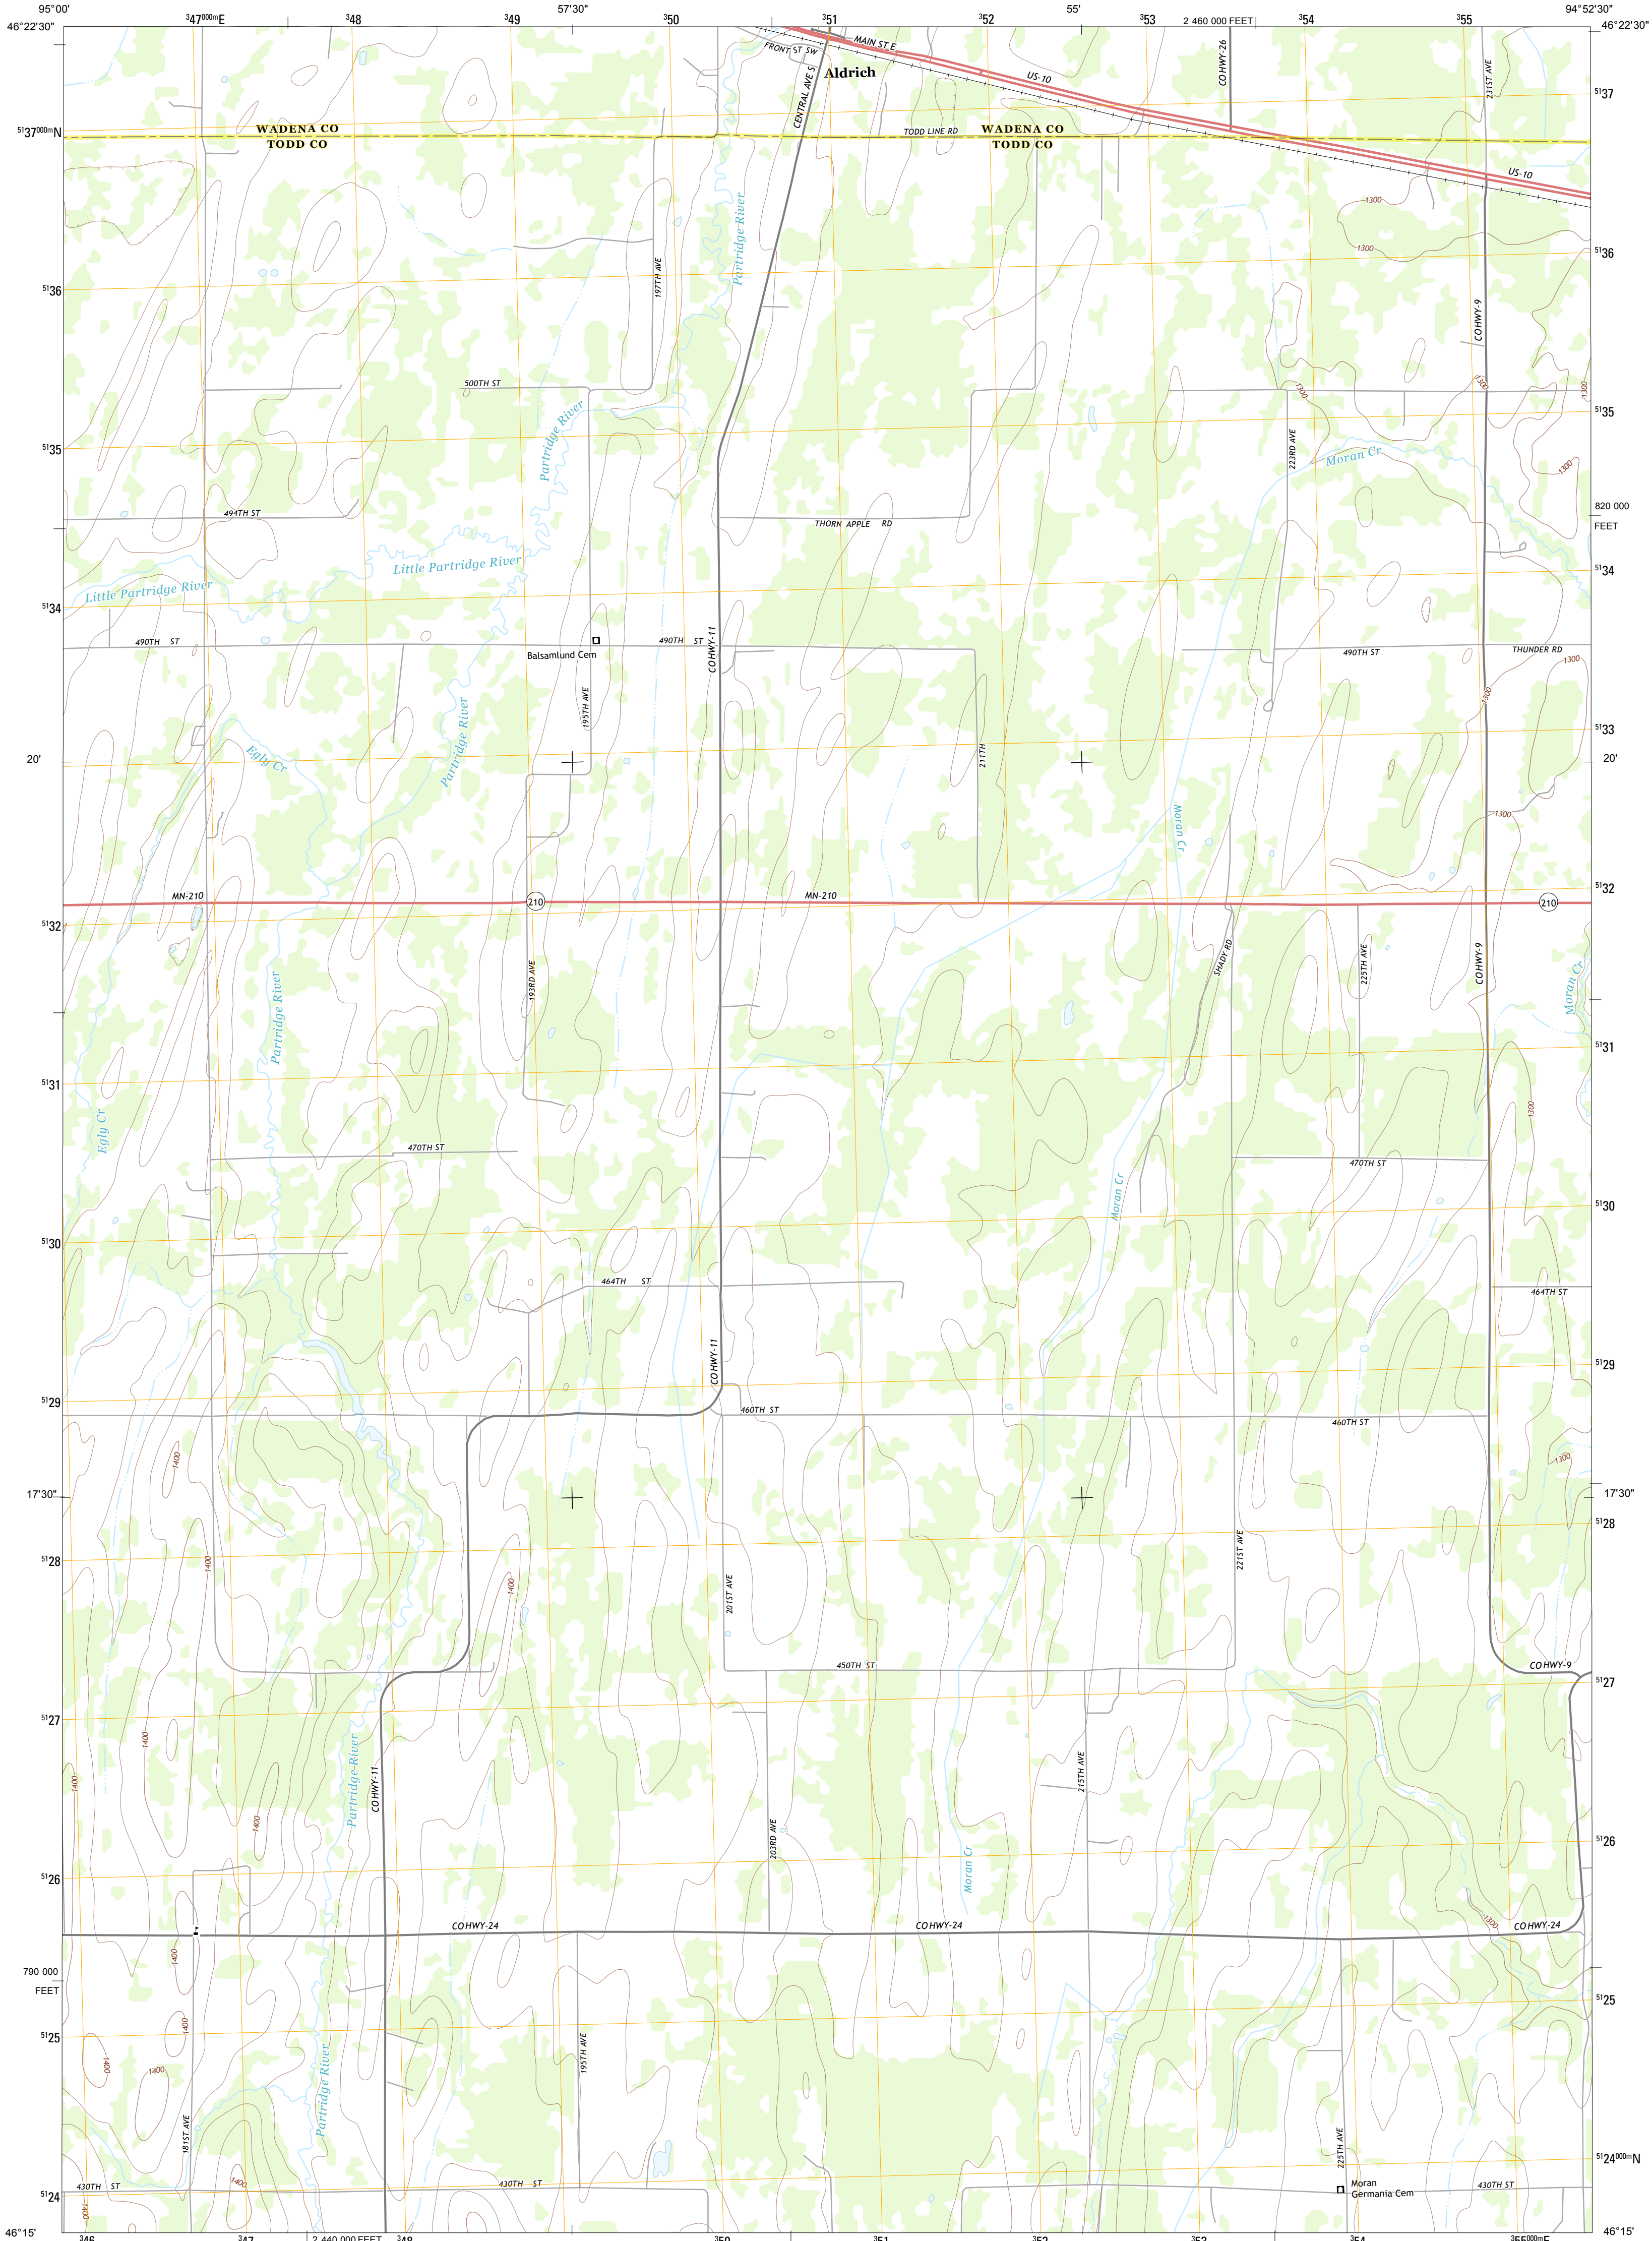 95°00'
³47⁰⁰⁰ᵐE
³48
³49
57'30"
³50
³51
³52
55'
³53
2 460 000 FEET
³54
³55
94°52'30"
46°22'30"
46°22'30"
FRONT ST SW
MAIN ST E
Aldrich
CENTRAL AVE S
US-10
CO HWY-26
231ST AVE
⁵¹37
⁵¹37⁰⁰⁰ᵐN
WADENA CO
TODD CO
TODD LINE RD
WADENA CO
TODD CO
US-10
1300
1300
Partridge River
197TH AVE
⁵¹36
⁵¹36
CO HWY-9
500TH ST
1300
1300
1300
Partridge River
⁵¹35
⁵¹35
223RD AVE
Moran Cr
1300
494TH ST
THORN APPLE RD
820 000
FEET
Little Partridge River
Little Partridge River
⁵¹34
⁵¹34
490TH ST
490TH ST
Balsamlund Cem
CO HWY-11
490TH ST
THUNDER RD
1300
1300
195TH AVE
Partridge River
Egly Cr
211TH
⁵¹33
20'
20'
Moran Cr
1300
MN-210
210
MN-210
210
⁵¹32
⁵¹32
SHADY RD
225TH AVE
CO HWY-9
193RD AVE
Partridge River
Moran Cr
⁵¹31
⁵¹31
Egly Cr
1300
470TH ST
470TH ST
Moran Cr
⁵¹30
⁵¹30
464TH ST
464TH ST
CO HWY-11
⁵¹29
⁵¹29
460TH ST
460TH ST
1400
1300
17'30"
17'30"
⁵¹28
⁵¹28
1400
1400
221ST AVE
201ST AVE
450TH ST
CO HWY-9
⁵¹27
⁵¹27
1400
1400
Partridge River
CO HWY-11
215TH AVE
1400
203RD AVE
Moran Cr
⁵¹26
⁵¹26
CO HWY-24
CO HWY-24
CO HWY-24
1300
1400
790 000
FEET
⁵¹25
⁵¹25
1400
1400
1400
195TH AVE
Partridge River
181ST AVE
225TH AVE
⁵¹24⁰⁰⁰ᵐN
1400
430TH ST
430TH ST
Moran
Germania Cem
430TH ST
⁵¹24
1400
46°15'
46°15'
³46
³47
2 440 000 FEET
³48
³50
³51
³52
³53
³54
³55⁰⁰⁰ᵐE